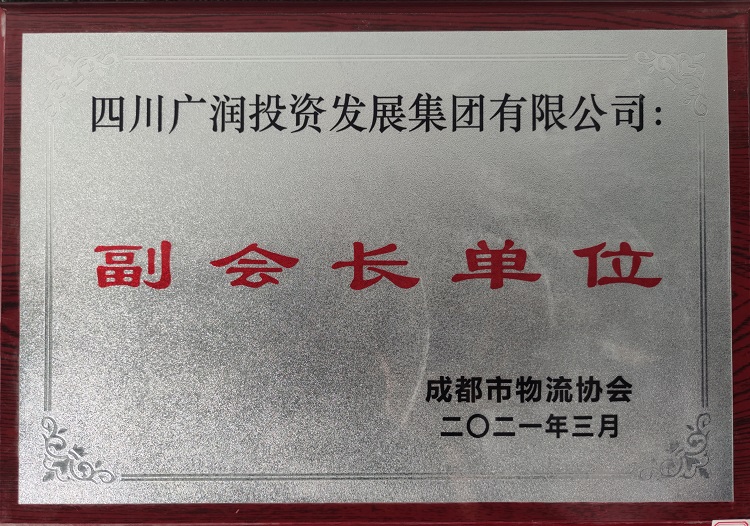 四川广润投资发展集团有限公司：
副会长单位
成都市物流协会
二〇二一年三月